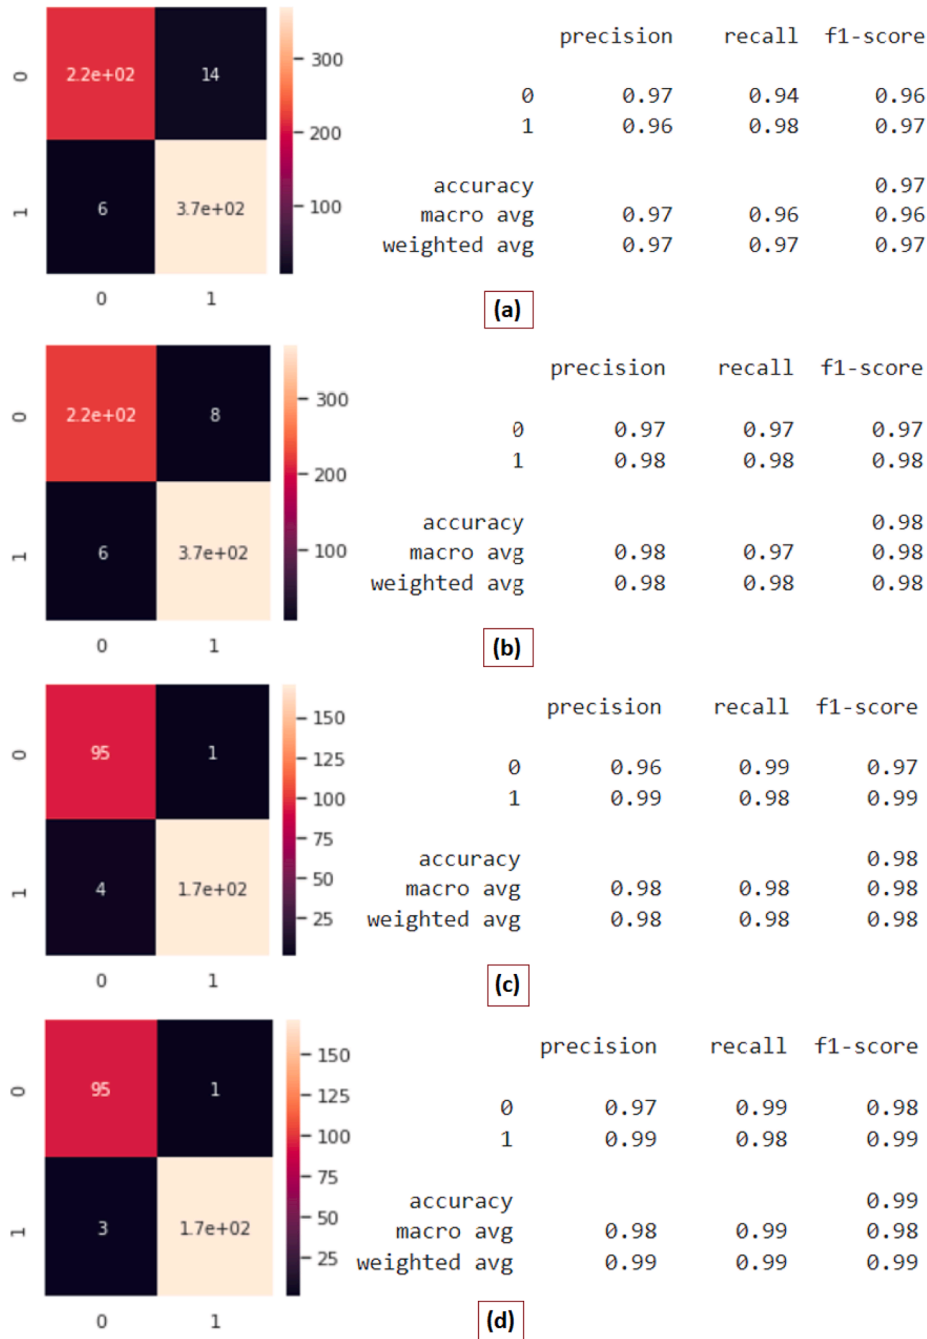 precision recall f1-score
0 2.2e+02 14 300
0 0.97 0.94 0.96
200
1 0.96 0.98 0.97
accuracy 0.97
1 6 3.7e+02 100
macro avg 0.97 0.96 0.96
weighted avg 0.97 0.97 0.97
0 1
(a)
precision recall f1-score
0 2.2e+02 8 300
0 0.97 0.97 0.97
1 0.98 0.98 0.98
200
accuracy 0.98
1 6 3.7e+02 100
macro avg 0.98 0.97 0.98
weighted avg 0.98 0.98 0.98
0 1
(b)
precision recall f1-score
150
0 95 1 125
0 0.96 0.99 0.97
100
1 0.99 0.98 0.99
75
accuracy 0.98
1 4 1.7e+02 50
macro avg 0.98 0.98 0.98
25
weighted avg 0.98 0.98 0.98
0 1
(c)
precision recall f1-score
150
0 95 1 125
0 0.97 0.99 0.98
100
1 0.99 0.98 0.99
75
accuracy 0.99
1 3 1.7e+02 50
macro avg 0.98 0.99 0.98
25
weighted avg 0.99 0.99 0.99
0 1
(d)